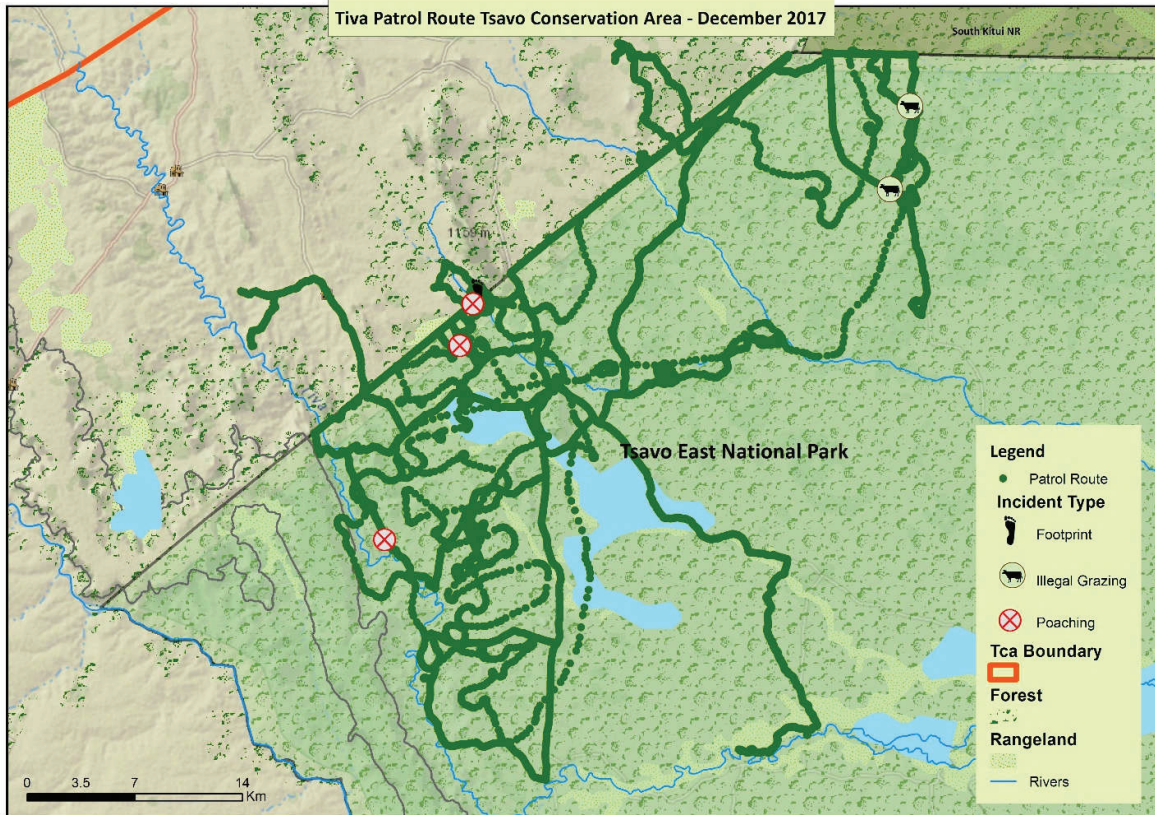 Tiva Patrol Route Tsavo Conservation Area - December 2017
South Kitui NR
Tiva
Tsavo East National Park
Legend
Patrol Route
Incident Type
Footprint
Illegal Grazing
Poaching
Tca Boundary
Forest
Rangeland
Rivers
0 3.5 7 14
Km